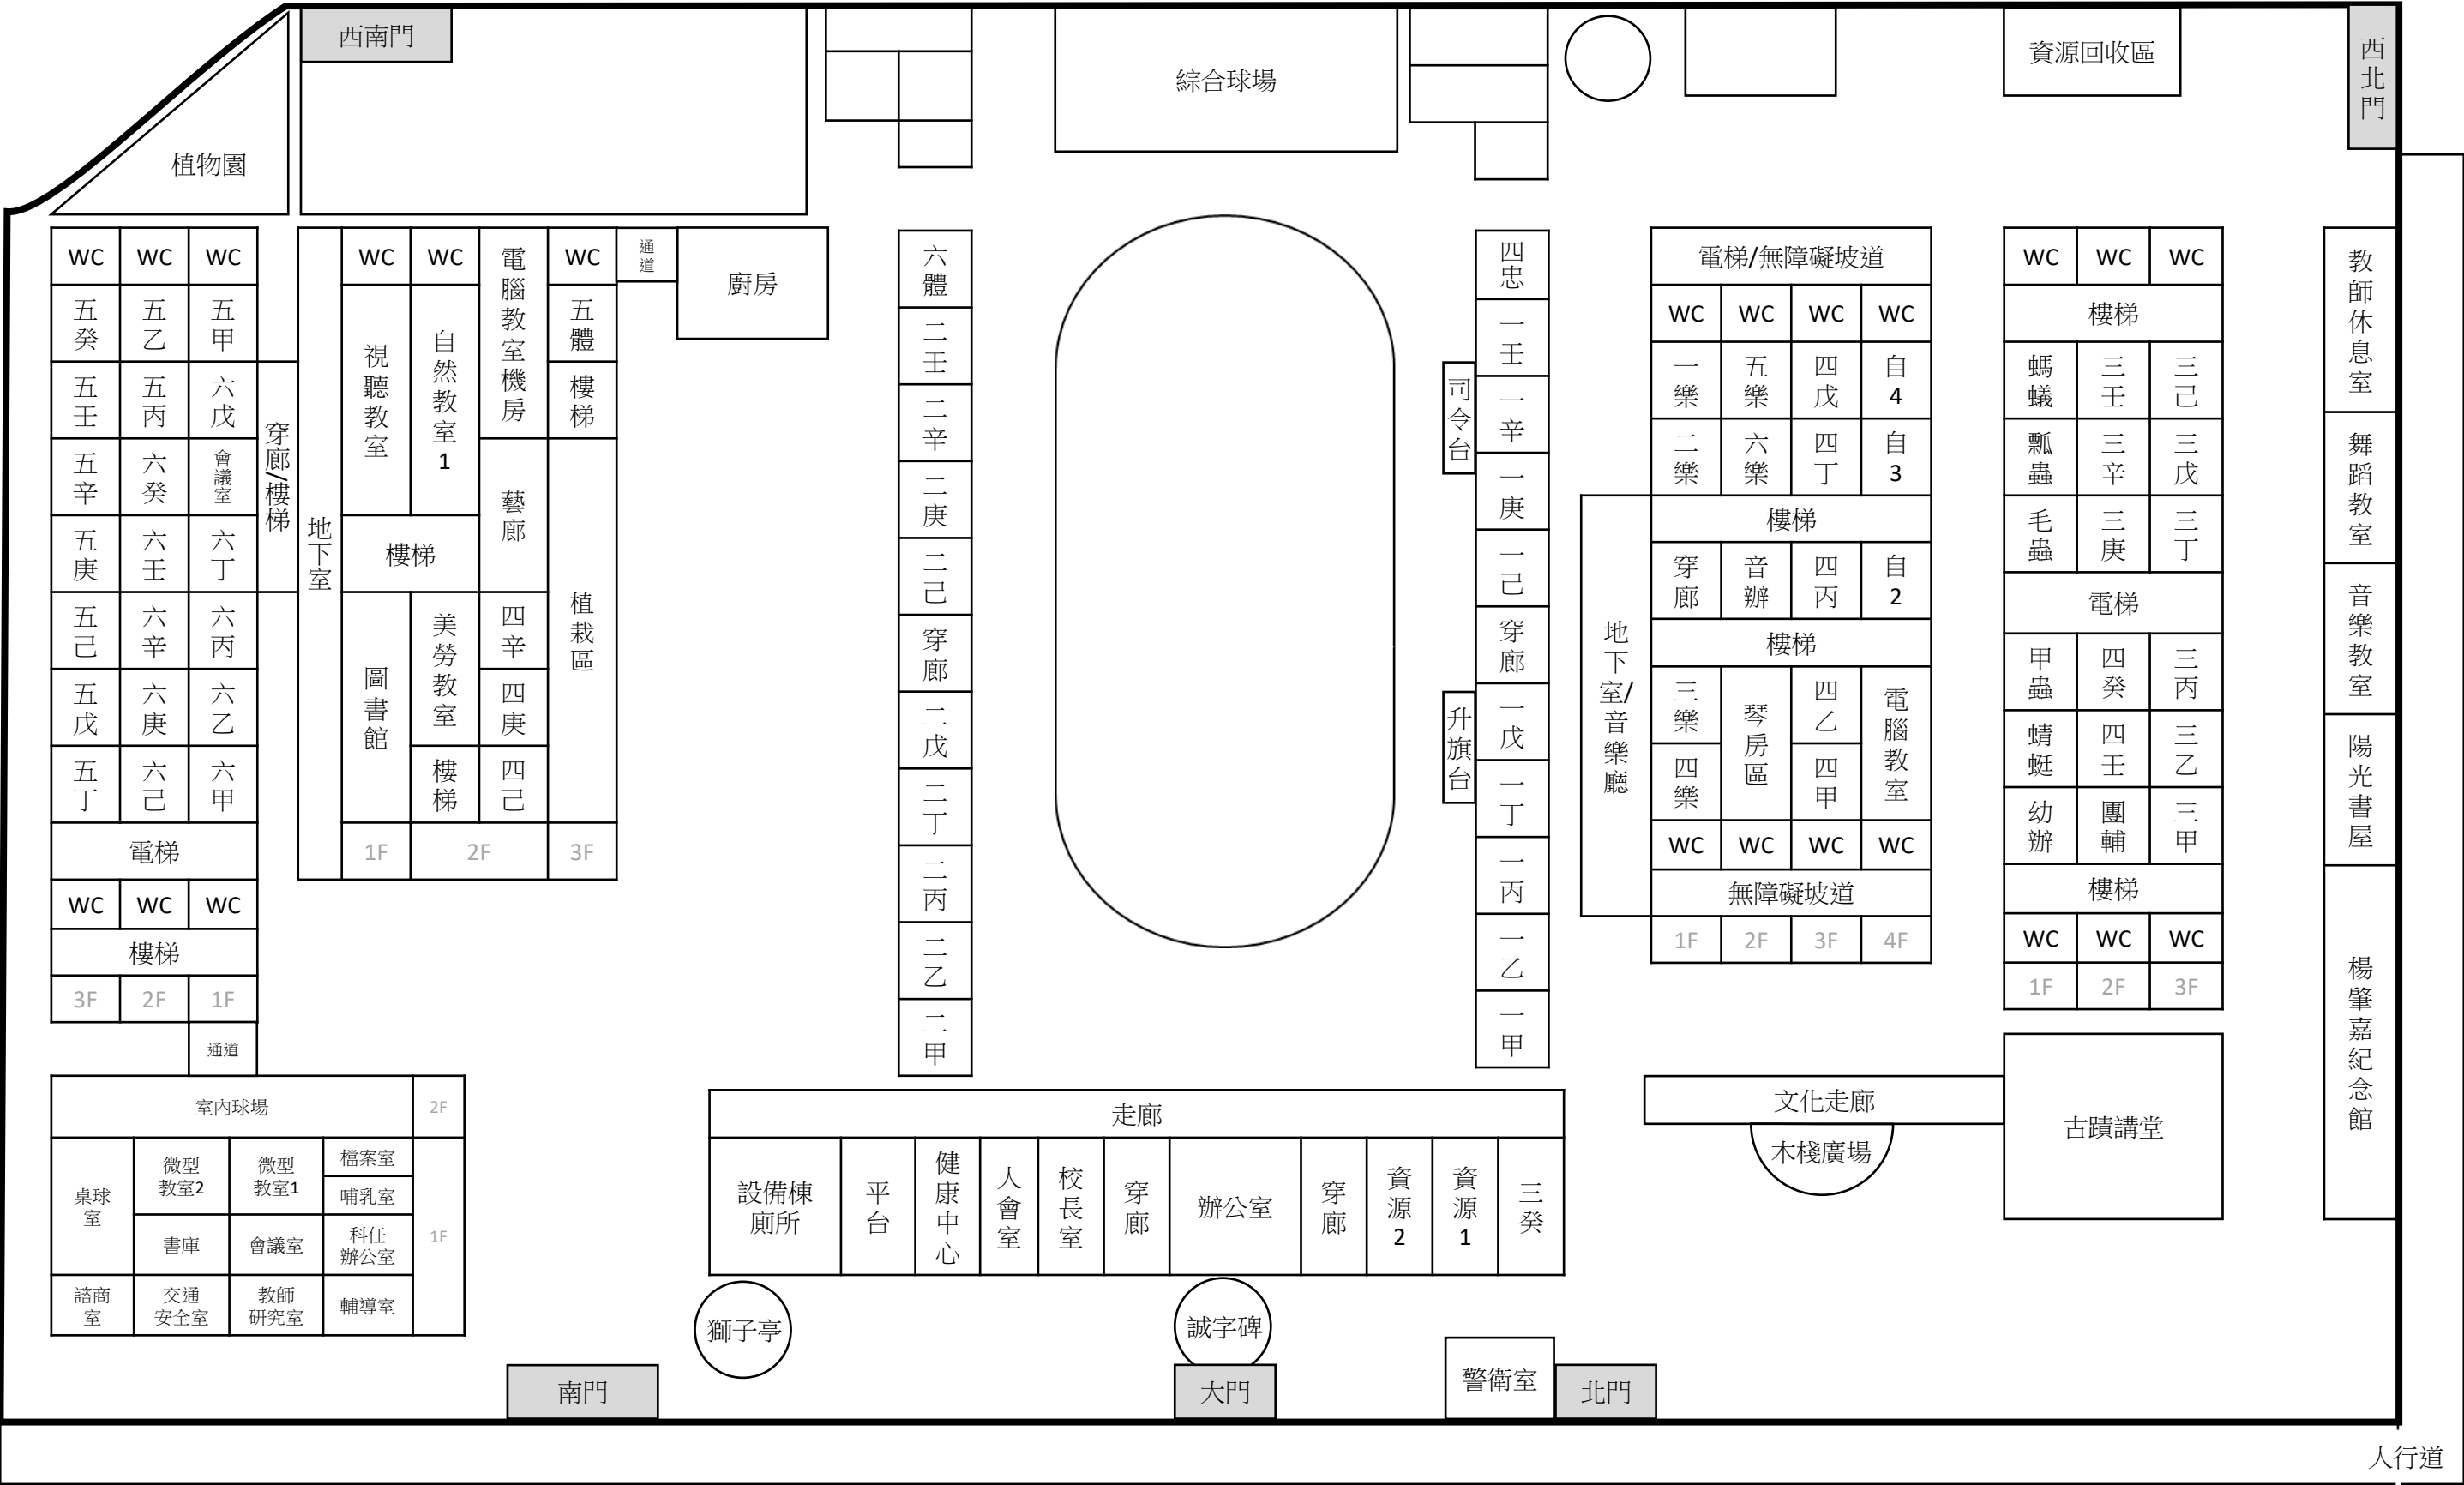 西南門
綜合球場
資源回收區
西北門
植物園
WC WC WC
五癸 五乙 五甲
五壬 五丙 六戊
五辛 六癸 會議室
五庚 六壬 六丁
五己 六辛 六丙
五戊 六庚 六乙
五丁 六己 六甲
電梯
WC WC WC
樓梯
3F 2F 1F
通道
穿廊/樓梯
地下室
WC WC 電腦教室機房 WC 通道
廚房
視聽教室
自然教室1
五體
樓梯
藝廊
樓梯
植栽區
圖書館
美勞教室
四辛
四庚
樓梯
四己
1F 2F 3F
六體
二壬
二辛
二庚
二己
穿廊
二戊
二丁
二丙
二乙
二甲
司令台
升旗台
四忠
一壬
一辛
一庚
一己
穿廊
一戊
一丁
一丙
一乙
一甲
地下室/音樂廳
電梯/無障礙坡道
WC WC WC WC
一樂 五樂 四戊 自4
二樂 六樂 四丁 自3
樓梯
穿廊 音辦 四丙 自2
樓梯
三樂 琴房區 四乙 電腦教室
四樂 四甲
WC WC WC WC
無障礙坡道
1F 2F 3F 4F
WC WC WC
樓梯
螞蟻 三壬 三己
瓢蟲 三辛 三戊
毛蟲 三庚 三丁
電梯
甲蟲 四癸 三丙
蜻蜓 四壬 三乙
幼辦 團輔 三甲
樓梯
WC WC WC
1F 2F 3F
教師休息室
舞蹈教室
音樂教室
陽光書屋
楊肇嘉紀念館
室內球場 2F
桌球室
微型教室2
微型教室1
檔案室
哺乳室
書庫
會議室
科任辦公室
1F
諮商室
交通安全室
教師研究室
輔導室
走廊
設備棟廁所
平台
健康中心
人會室
校長室
穿廊
辦公室
穿廊
資源2
資源1
三癸
文化走廊
木棧廣場
古蹟講堂
獅子亭
誠字碑
南門
大門
警衛室
北門
人行道